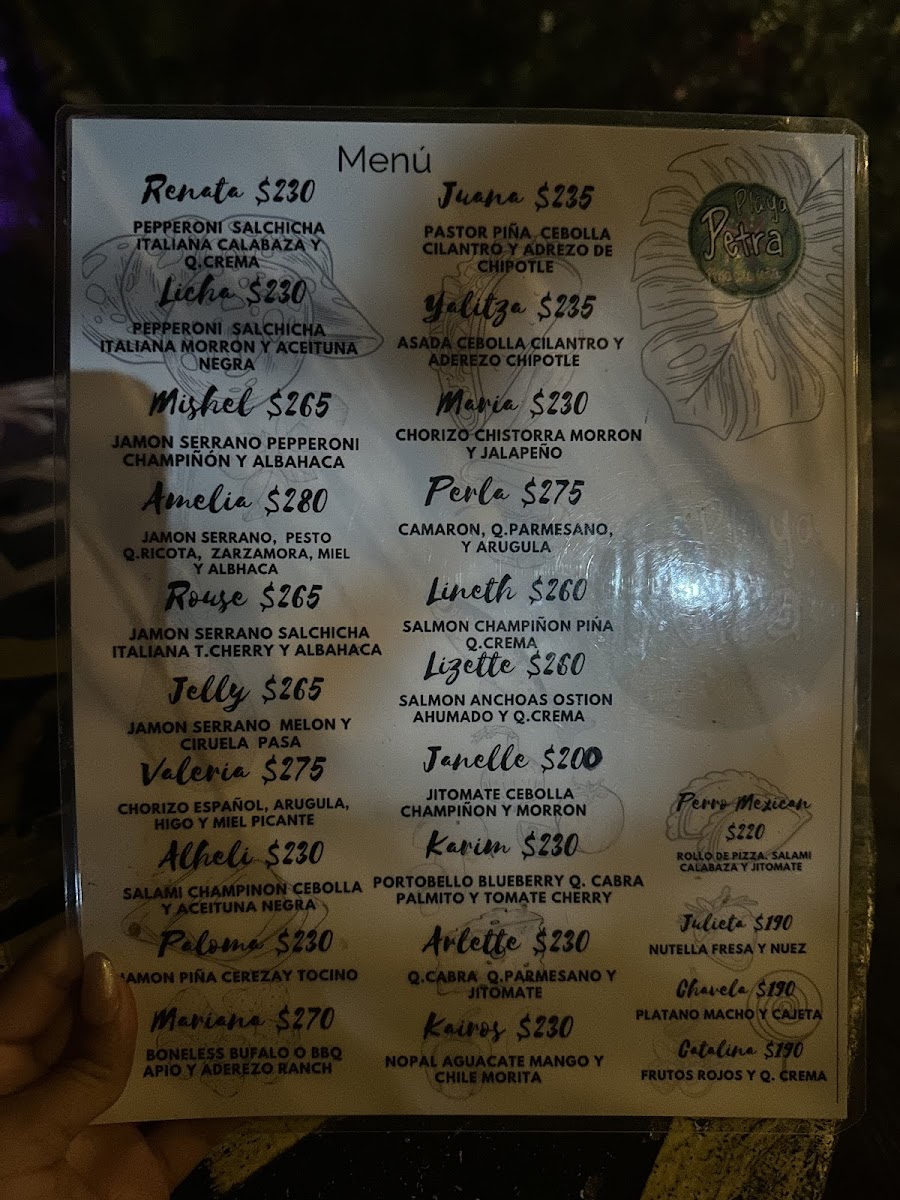 Menú
Renata $230
PEPPERONI SALCHICHA
ITALIANA CALABAZA Y
Q.CREMA
Licha $230
PEPPERONI SALCHICHA
ITALIANA MORRON Y ACEITUNA
NEGRA
Mishel $265
JAMON SERRANO PEPPERONI
CHAMPIÑÓN Y ALBAHACA
Amelia $280
JAMON SERRANO, PESTO
Q.RICOTA, ZARZAMORA, MIEL
Y ALBHACA
Rouse $265
JAMON SERRANO SALCHICHA
ITALIANA T.CHERRY Y ALBAHACA
Jelly $265
JAMON SERRANO MELON Y
CIRUELA PASA
Valeria $275
CHORIZO ESPAÑOL, ARUGULA,
HIGO Y MIEL PICANTE
Alheli $230
SALAMI CHAMPINON CEBOLLA
Y ACEITUNA NEGRA
Paloma $230
JAMON PIÑA CEREZAY TOCINO
Mariana $270
BONELESS BUFALO O BBQ
APIO Y ADEREZO RANCH
Juana $235
PASTOR PIÑA CEBOLLA
CILANTRO Y ADREZO DE
CHIPOTLE
Yalitza $235
ASADA CEBOLLA CILANTRO Y
ADEREZO CHIPOTLE
Maria $230
CHORIZO CHISTORRA MORRON
Y JALAPEÑO
Perla $275
CAMARON, Q.PARMESANO,
Y ARUGULA
Lineth $260
SALMON CHAMPIÑON PIÑA
Q.CREMA
Lizette $260
SALMON ANCHOAS OSTION
AHUMADO Y Q.CREMA
Janelle $200
JITOMATE CEBOLLA
CHAMPIÑON Y MORRON
Karim $230
PORTOBELLO BLUEBERRY Q. CABRA
PALMITO Y TOMATE CHERRY
Arlette $230
Q.CABRA Q.PARMESANO Y
JITOMATE
Kairos $230
NOPAL AGUACATE MANGO Y
CHILE MORITA
Playa
Petra
Perro Mexican
$220
ROLLO DE PIZZA. SALAMI
CALABAZA Y JITOMATE
Julieta $190
NUTELLA FRESA Y NUEZ
Chavela $190
PLATANO MACHO Y CAJETA
Catalina $190
FRUTOS ROJOS Y Q. CREMA